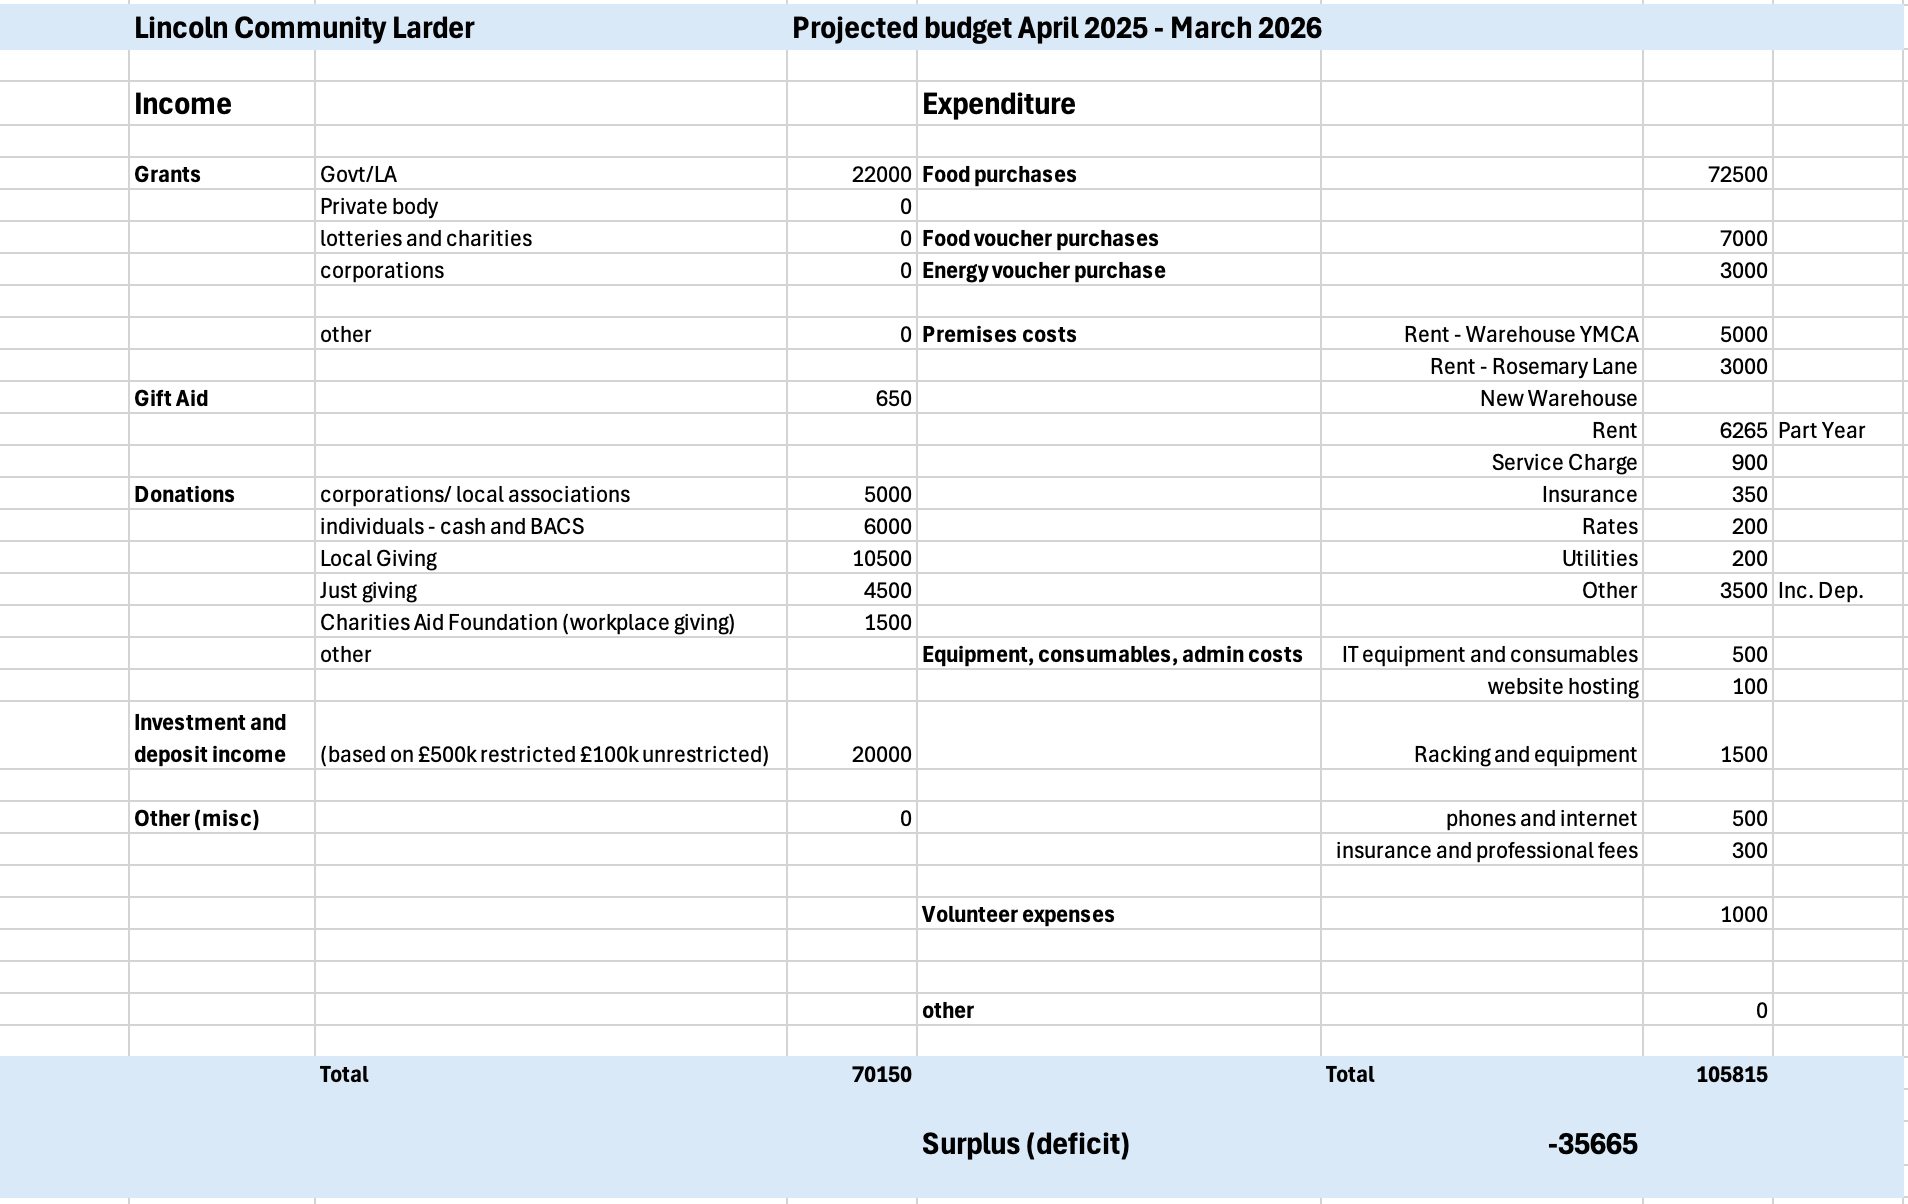 Lincoln Community Larder Projected budget April 2025 - March 2026
Income Expenditure
Grants Govt/LA 22000 Food purchases 72500
Private body 0
lotteries and charities 0 Food voucher purchases 7000
corporations 0 Energy voucher purchase 3000
other 0 Premises costs Rent - Warehouse YMCA 5000
Rent - Rosemary Lane 3000
Gift Aid 650 New Warehouse
Rent 6265 Part Year
Service Charge 900
Donations corporations/ local associations 5000 Insurance 350
individuals - cash and BACS 6000 Rates 200
Local Giving 10500 Utilities 200
Just giving 4500 Other 3500 Inc. Dep.
Charities Aid Foundation (workplace giving) 1500
other Equipment, consumables, admin costs IT equipment and consumables 500
website hosting 100
Investment and
deposit income (based on £500k restricted £100k unrestricted) 20000 Racking and equipment 1500
Other (misc) 0 phones and internet 500
insurance and professional fees 300
Volunteer expenses 1000
other 0
Total 70150 Total 105815
Surplus (deficit) -35665